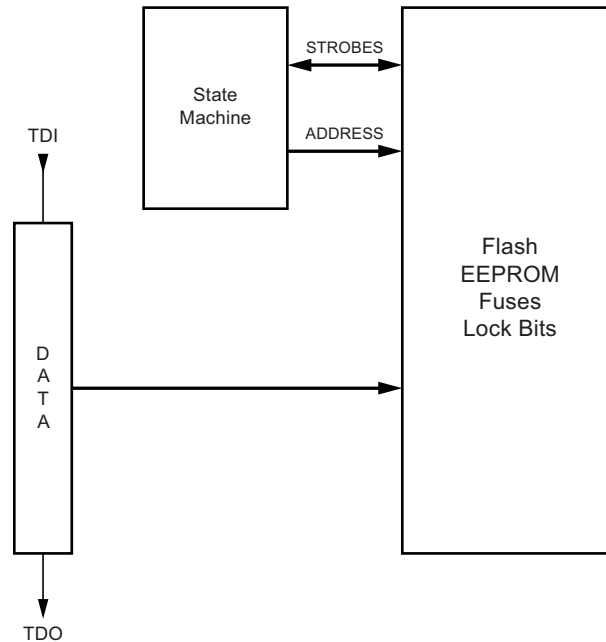 STROBES
State
Machine
ADDRESS
TDI
Flash
EEPROM
Fuses
Lock Bits
D
A
T
A
TDO